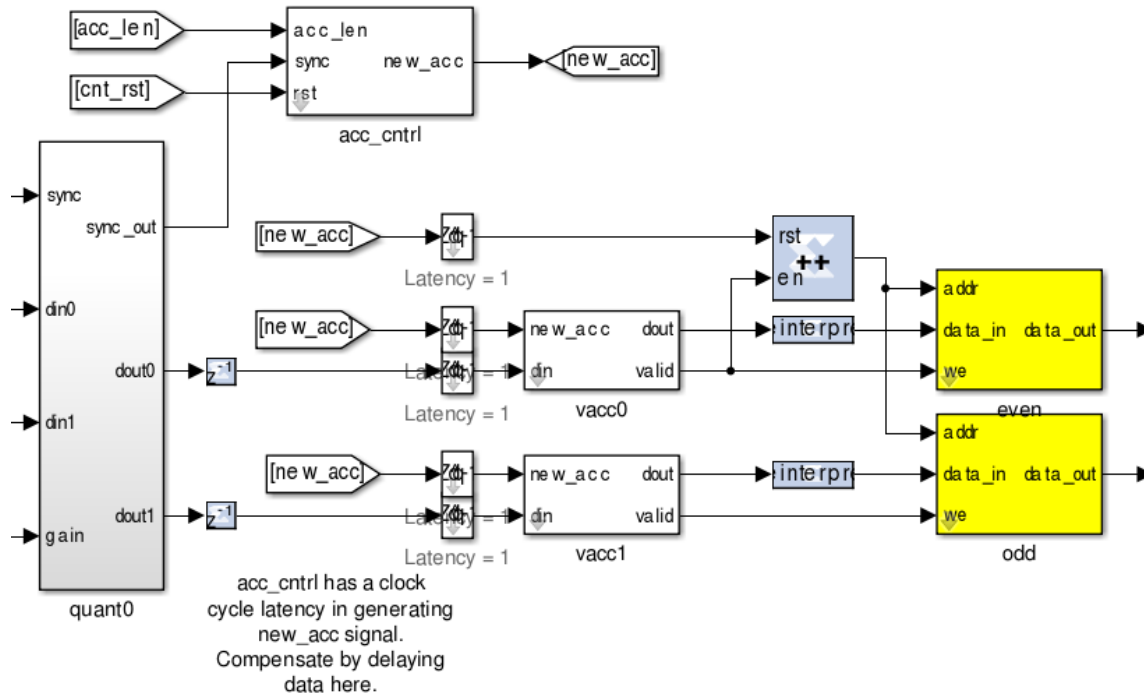 [acc_len]
acc_len
sync
new_acc
[new_acc]
[cnt_rst]
rst
acc_cntrl
sync
sync_out
[new_acc]
rst
++
en
Latency = 1
addr
din0
[new_acc]
new_acc
dout
interpre
data_in
data_out
dout0
z-1
din
valid
we
Latency = 1
vacc0
even
din1
addr
[new_acc]
new_acc
dout
interpre
data_in
data_out
dout1
z-1
din
valid
we
gain
Latency = 1
vacc1
odd
quant0
acc_cntrl has a clock
cycle latency in generating
new_acc signal.
Compensate by delaying
data here.